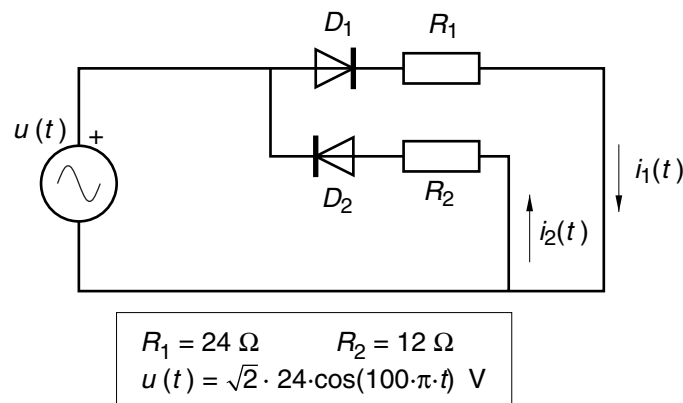 D₁ R₁
u(t) +
D₂ R₂
i₁(t)
i₂(t)
R₁ = 24 Ω R₂ = 12 Ω
u(t) = √2 · 24·cos(100·π·t) V